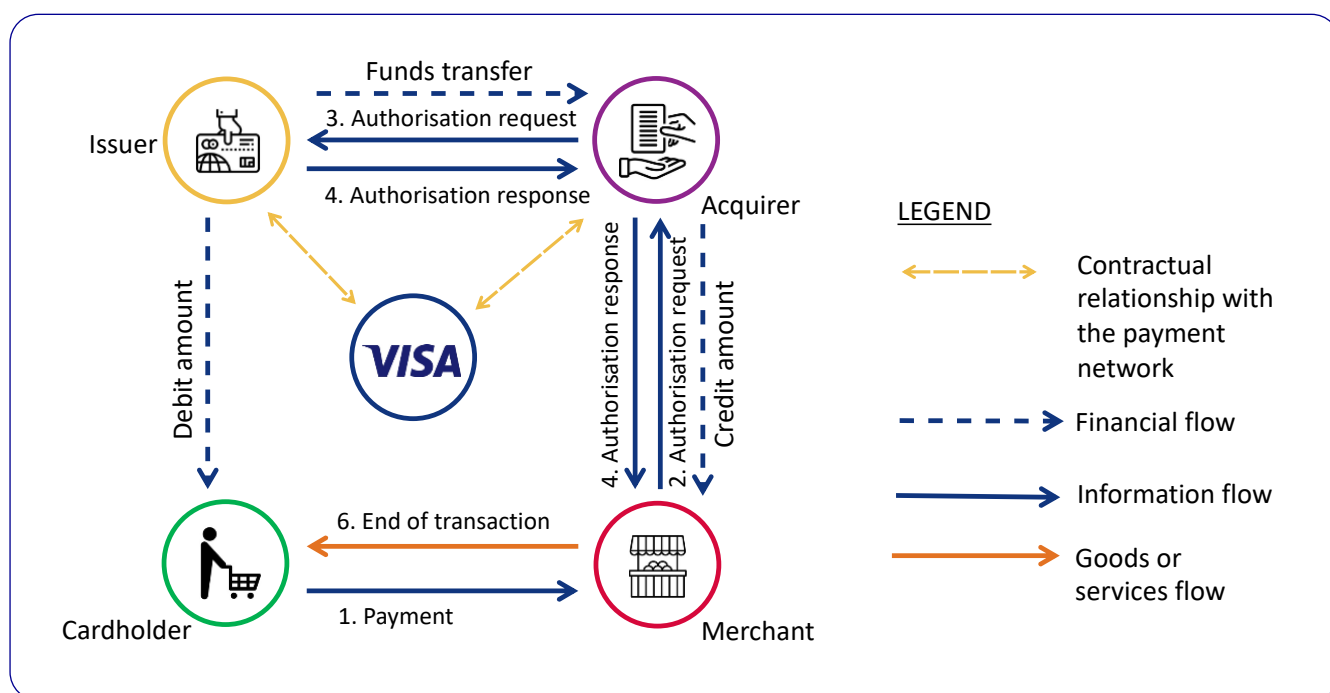 Funds transfer
3. Authorisation request
Issuer
4. Authorisation response
Acquirer
VISA
Debit amount
4. Authorisation response
2. Authorisation request
Credit amount
6. End of transaction
1. Payment
Cardholder
Merchant
LEGEND
Contractual
relationship with
the payment
network
Financial flow
Information flow
Goods or
services flow